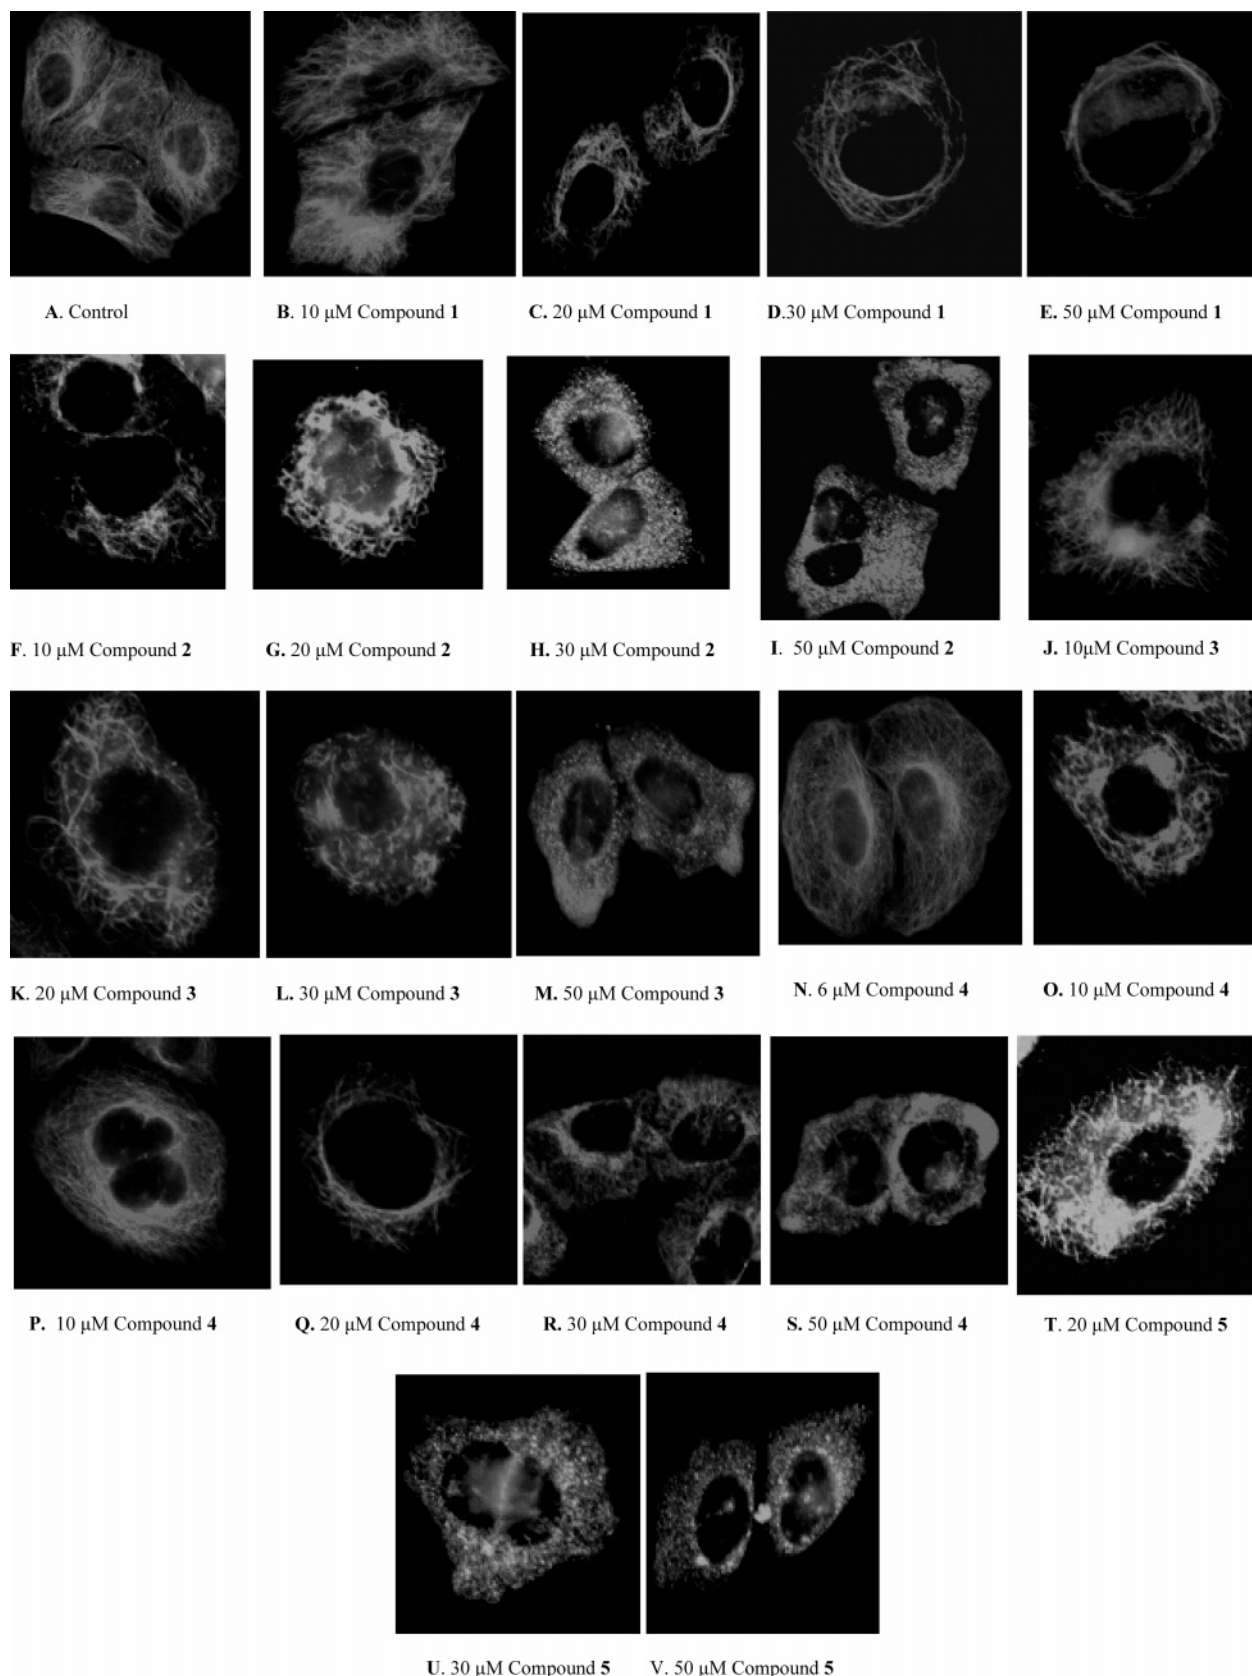 A. Control
B. 10 μM Compound 1
C. 20 μM Compound 1
D.30 μM Compound 1
E. 50 μM Compound 1
F. 10 μM Compound 2
G. 20 μM Compound 2
H. 30 μM Compound 2
I. 50 μM Compound 2
J. 10μM Compound 3
K. 20 μM Compound 3
L. 30 μM Compound 3
M. 50 μM Compound 3
N. 6 μM Compound 4
O. 10 μM Compound 4
P. 10 μM Compound 4
Q. 20 μM Compound 4
R. 30 μM Compound 4
S. 50 μM Compound 4
T. 20 μM Compound 5
U. 30 μM Compound 5
V. 50 μM Compound 5